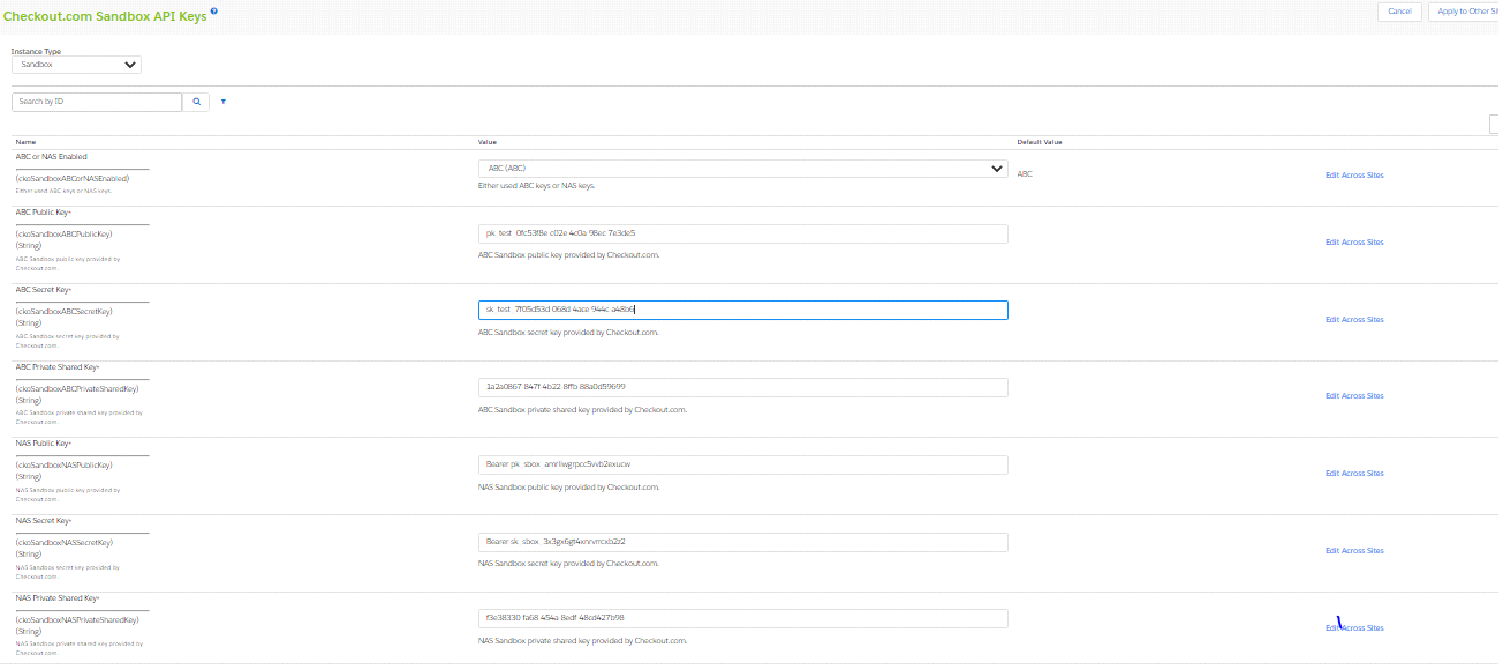 Checkout.com Sandbox API Keys
Cancel
Apply to Other Si
Instance Type
Sandbox
Search by ID
Name
Value
Default Value
ABC or NAS Enabled!
(ckoSandboxABCorNASEnabled)
Either used ABC keys or NAS keys.
ABC (ABC)
Either used ABC keys or NAS keys.
ABC
Edit Across Sites
ABC Public Key*
(ckoSandboxABCPublicKey)
(String)
ABC Sandbox public key provided by
Checkout.com.
pk test
ABC Sandbox public key provided by Checkout.com.
Edit Across Sites
ABC Secret Key*
(ckoSandboxABCSecretKey)
(String)
ABC Sandbox secret key provided by
Checkout.com.
sk test
ABC Sandbox secret key provided by Checkout.com.
Edit Across Sites
ABC Private Shared Key*
(ckoSandboxABCPrivateSharedKey)
(String)
ABC Sandbox private shared key provided by
Checkout.com.
ABC Sandbox private shared key provided by Checkout.com.
Edit Across Sites
NAS Public Key*
(ckoSandboxNASPublicKey)
(String)
NAS Sandbox public key provided by
Checkout.com.
Bearer pk sbox
NAS Sandbox public key provided by Checkout.com.
Edit Across Sites
NAS Secret Key*
(ckoSandboxNASSecretKey)
(String)
NAS Sandbox secret key provided by
Checkout.com.
Bearer sk sbox
NAS Sandbox secret key provided by Checkout.com.
Edit Across Sites
NAS Private Shared Key*
(ckoSandboxNASPrivateSharedKey)
(String)
NAS Sandbox private shared key provided by
Checkout.com.
NAS Sandbox private shared key provided by Checkout.com.
Edit Across Sites